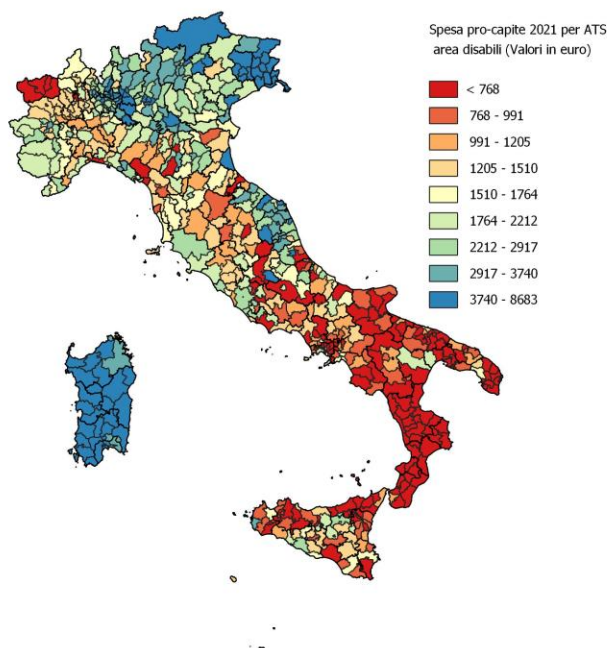 Spesa pro-capite 2021 per ATS
area disabili (Valori in euro)
< 768
768 - 991
991 - 1205
1205 - 1510
1510 - 1764
1764 - 2212
2212 - 2917
2917 - 3740
3740 - 8683